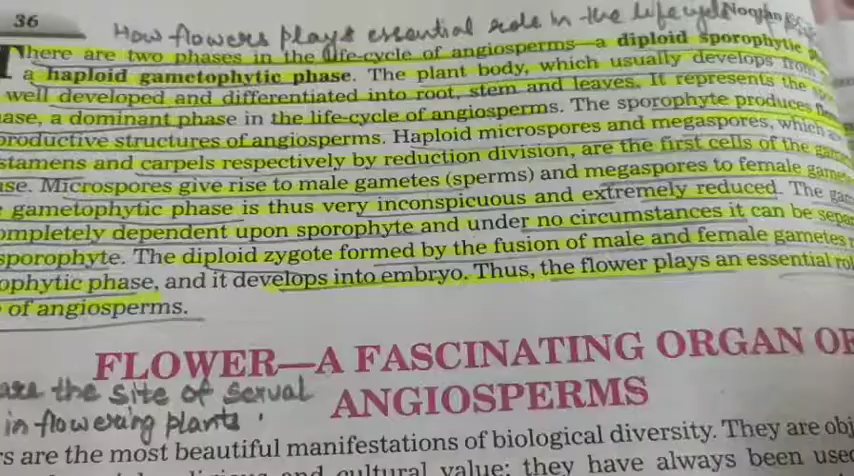 36
How flowers plays essential role in the life cycle
There are two phases in the life-cycle of angiosperms—a diploid sporophytic
a haploid gametophytic phase. The plant body, which usually develops from
well developed and differentiated into root, stem and leaves. It represents the
ase, a dominant phase in the life-cycle of angiosperms. The sporophyte produces
productive structures of angiosperms. Haploid microspores and megaspores, which
stamens and carpels respectively by reduction division, are the first cells of the
ase. Microspores give rise to male gametes (sperms) and megaspores to female
gametophytic phase is thus very inconspicuous and extremely reduced. The
ompletely dependent upon sporophyte and under no circumstances it can be
sporophyte. The diploid zygote formed by the fusion of male and female gametes
ophytic phase, and it develops into embryo. Thus, the flower plays an essential
of angiosperms.
FLOWER—A FASCINATING ORGAN OF
ANGIOSPERMS
are the site of sexual
in flowering plants.
rs are the most beautiful manifestations of biological diversity. They are
and cultural value; they have always been used